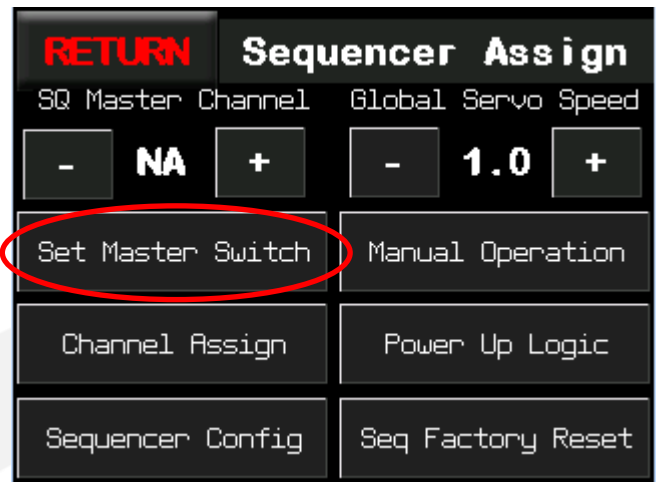 RETURN Sequencer Assign
SQ Master Channel Global Servo Speed
- NA + - 1.0 +
Set Master Switch Manual Operation
Channel Assign Power Up Logic
Sequencer Config Seq Factory Reset